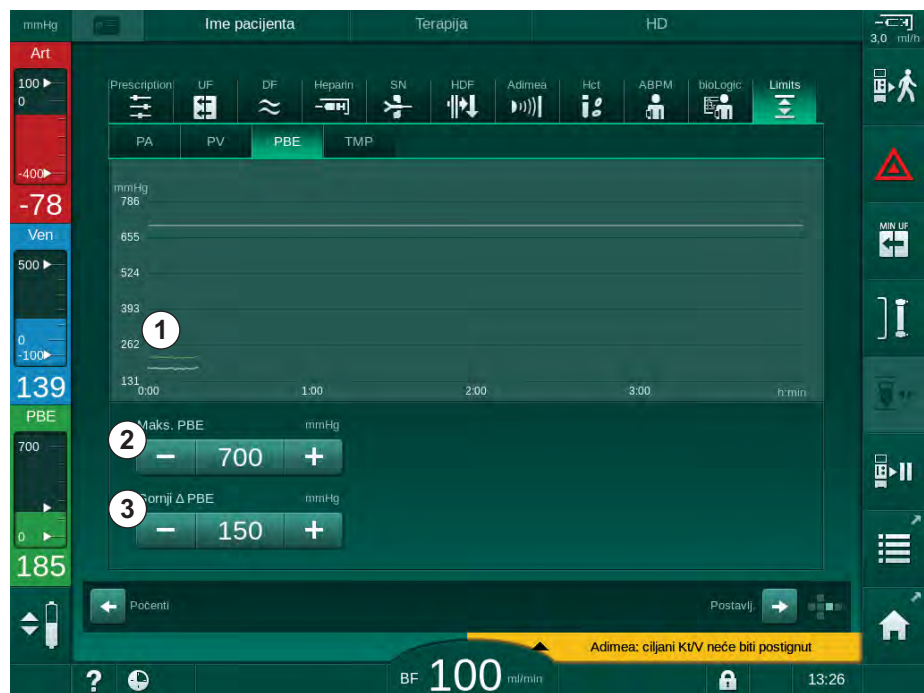 mmHg
Ime pacijenta
Terapija
HD
3,0 ml/h
Art
100
0
-400
-78
Ven
500
0
-100
139
PBE
700
0
185
Prescription
UF
DF
Heparin
SN
HDF
Adimea
Hct
ABPM
bioLogic
Limits
PA
PV
PBE
TMP
mmHg
786
655
524
393
262
131
0:00
1:00
2:00
3:00
h:min
1
Maks. PBE
mmHg
2
− 700 +
Gornji Δ PBE
mmHg
3
− 150 +
Počenti
Postavlj.
MIN UF
Adimea: ciljani Kt/V neće biti postignut
?
BF 100 ml/min
13:26